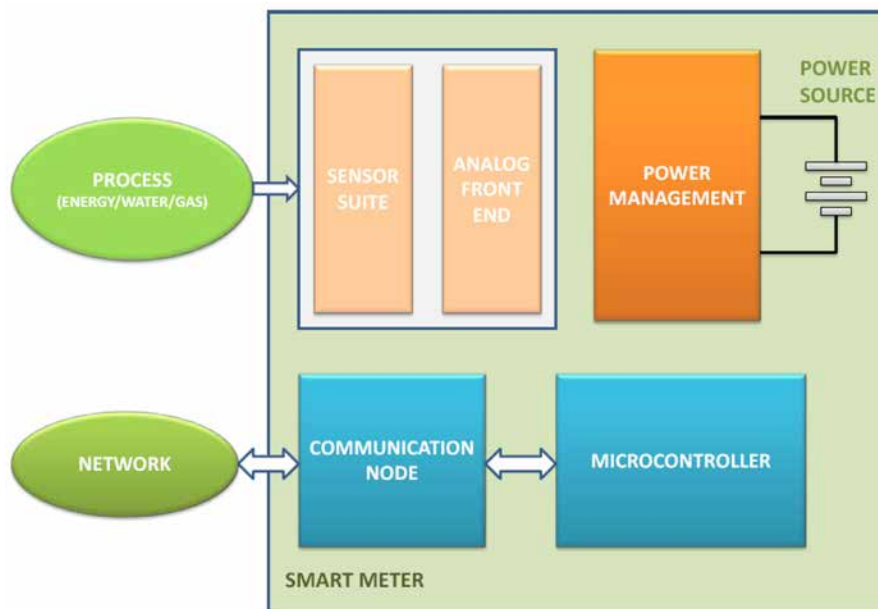 PROCESS
(ENERGY/WATER/GAS)
SENSOR
SUITE
ANALOG
FRONT
END
POWER
MANAGEMENT
POWER
SOURCE
NETWORK
COMMUNICATION
NODE
MICROCONTROLLER
SMART METER